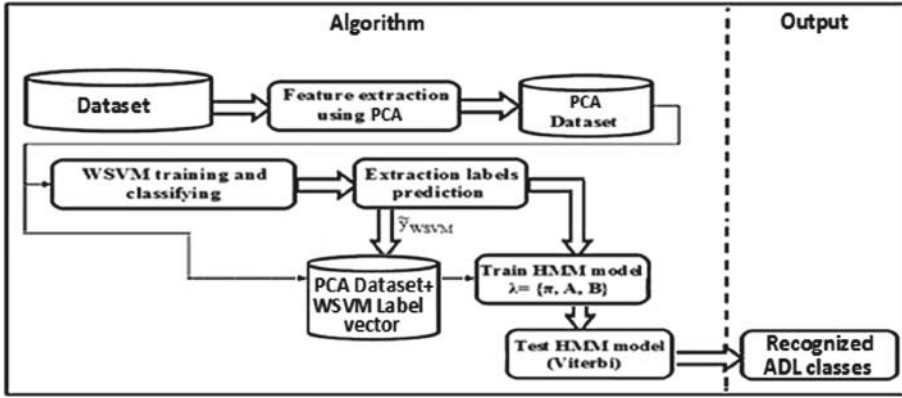 Algorithm
Output
Dataset
Feature extraction
using PCA
PCA
Dataset
WSVM training and
classifying
Extraction labels
prediction
ỹWSVM
PCA Dataset+
WSVM Label
vector
Train HMM model
λ= {π, A, B}
Test HMM model
(Viterbi)
Recognized
ADL classes